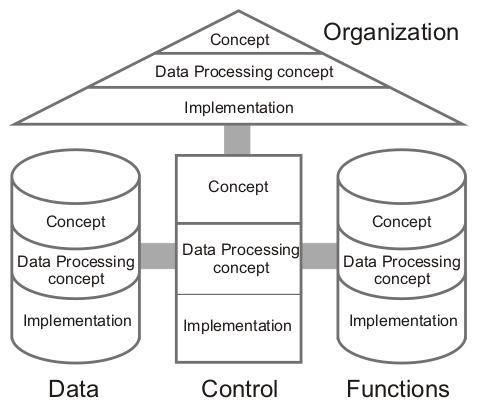 Organization
Concept
Data Processing concept
Implementation
Concept
Data Processing
concept
Implementation
Data
Concept
Data Processing
concept
Implementation
Control
Concept
Data Processing
concept
Implementation
Functions